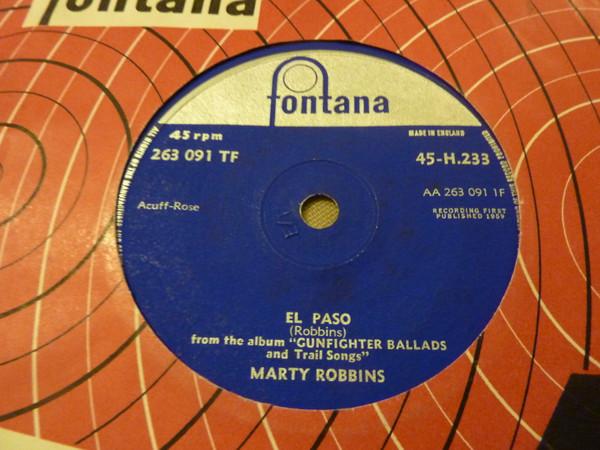 fontana
fontana
45 rpm
MADE IN ENGLAND
263 091 TF
45-H.233
AA 263 091 1F
Acuff-Rose
RECORDING FIRST
PUBLISHED 1959
EL PASO
(Robbins)
from the album "GUNFIGHTER BALLADS
and Trail Songs"
MARTY ROBBINS